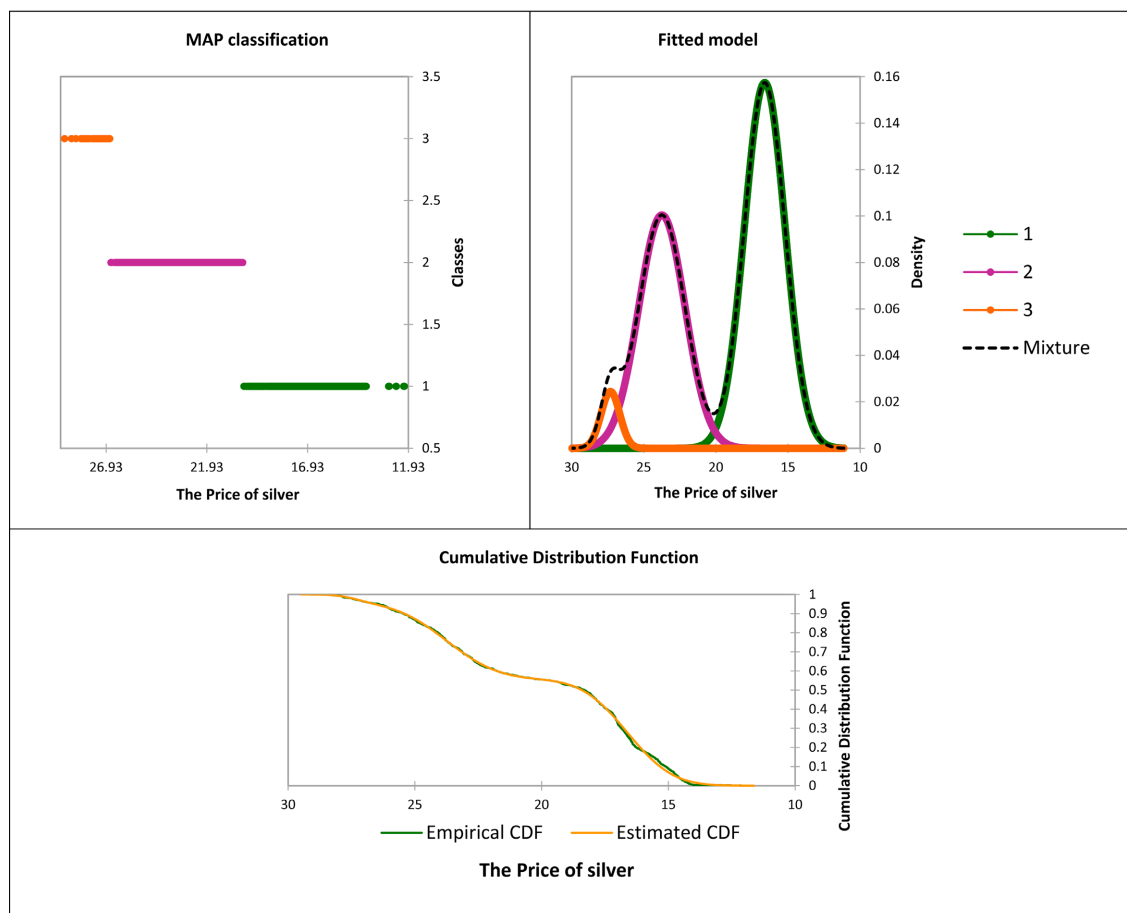 MAP classification
3.5
3
2.5
2
1.5
1
0.5
Classes
26.93 21.93 16.93 11.93
The Price of silver
Fitted model
0.16
0.14
0.12
0.1
0.08
0.06
0.04
0.02
0
Density
30 25 20 15 10
The Price of silver
1
2
3
Mixture
Cumulative Distribution Function
1
0.9
0.8
0.7
0.6
0.5
0.4
0.3
0.2
0.1
0
Cumulative Distribution Function
30 25 20 15 10
Empirical CDF Estimated CDF
The Price of silver